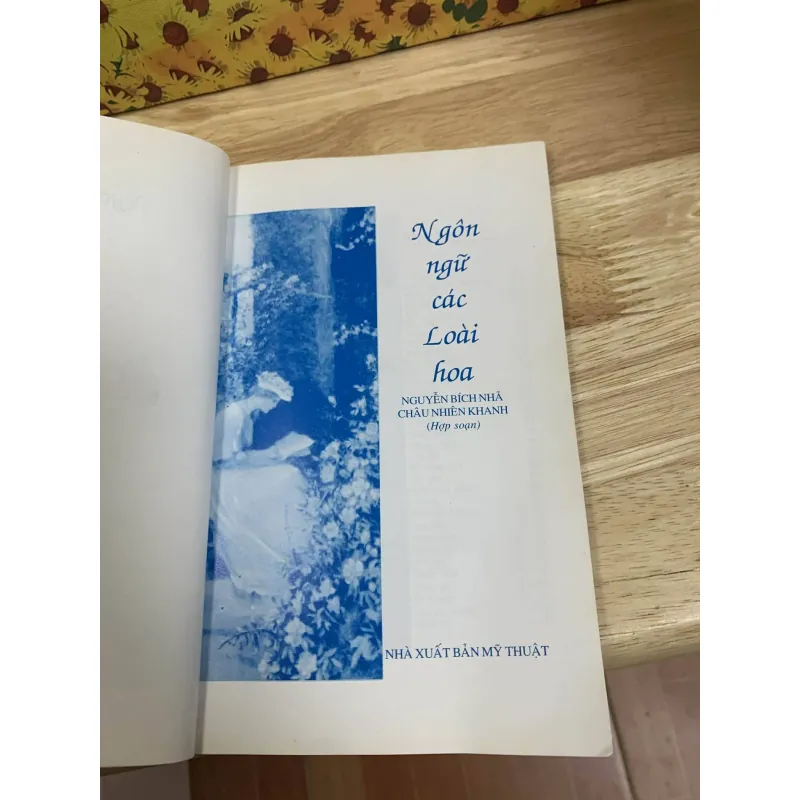 Ngôn
ngữ
các
Loài
hoa
NGUYỄN BÍCH NHÃ
CHÂU NHIÊN KHANH
(Hợp soạn)
NHÀ XUẤT BẢN MỸ THUẬT